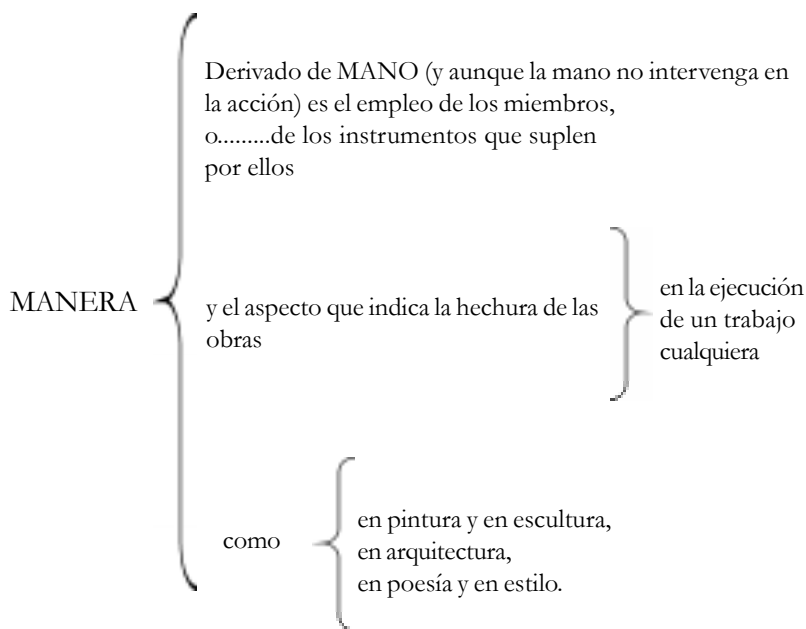 Derivado de MANO (y aunque la mano no intervenga en
la acción) es el empleo de los miembros,
o.........de los instrumentos que suplen
por ellos
MANERA
y el aspecto que indica la hechura de las
obras
en la ejecución
de un trabajo
cualquiera
como
en pintura y en escultura,
en arquitectura,
en poesía y en estilo.